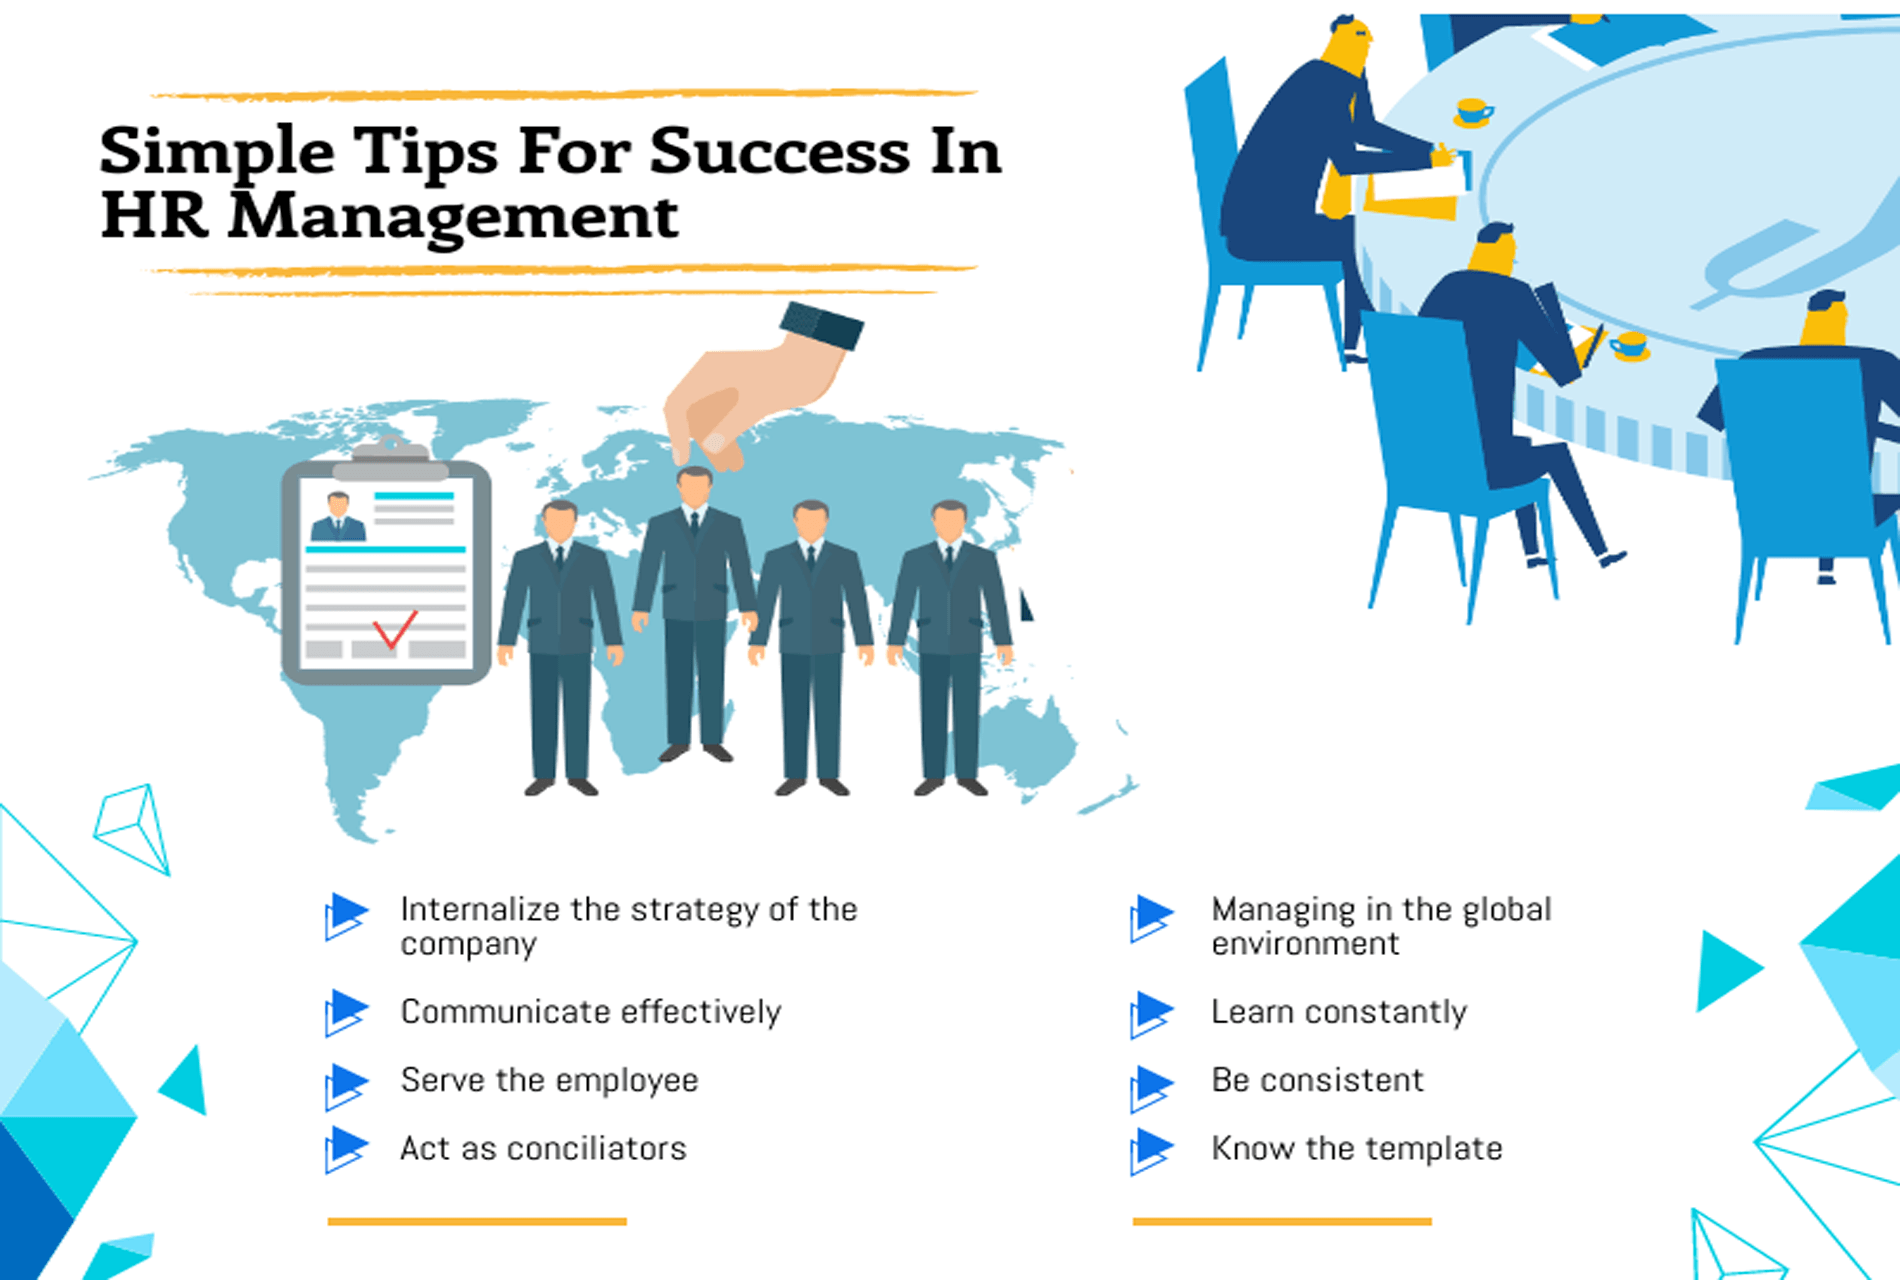 Simple Tips For Success In
HR Management
Internalize the strategy of the
company
Communicate effectively
Serve the employee
Act as conciliators
Managing in the global
environment
Learn constantly
Be consistent
Know the template